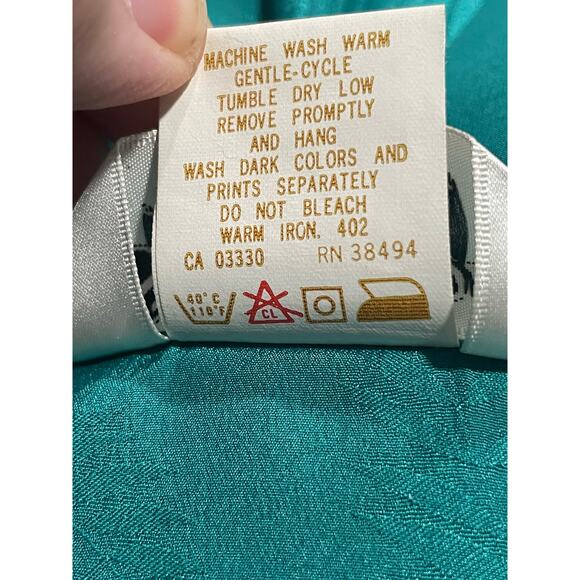 MACHINE WASH WARM
GENTLE-CYCLE
TUMBLE DRY LOW
REMOVE PROMPTLY
AND HANG
WASH DARK COLORS AND
PRINTS SEPARATELY
DO NOT BLEACH
WARM IRON. 402
CA 03330 RN 38494
40°C
110°F
CL